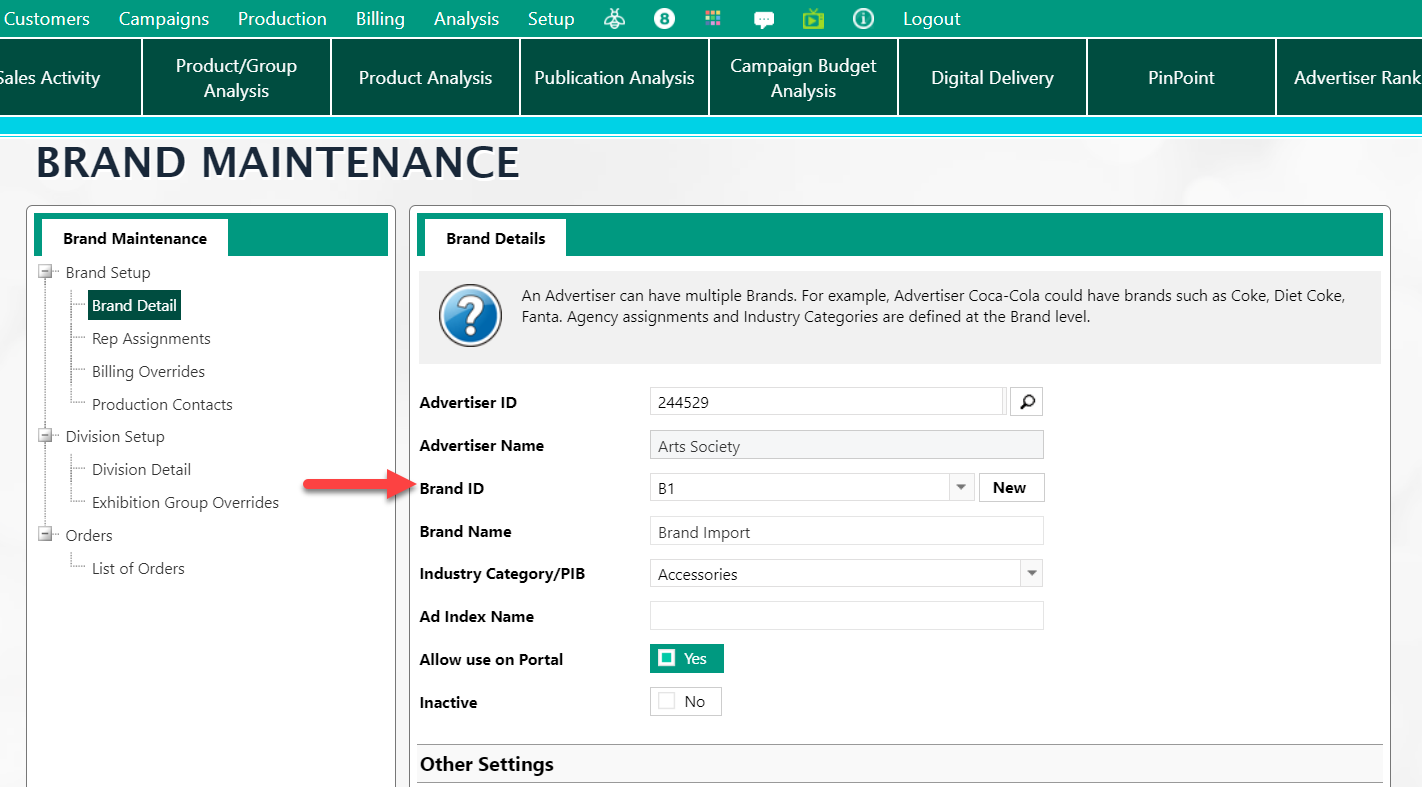 Customers Campaigns Production Billing Analysis Setup 8 Logout
Sales Activity
Product/Group
Analysis
Product Analysis
Publication Analysis
Campaign Budget
Analysis
Digital Delivery
PinPoint
Advertiser Rank
BRAND MAINTENANCE
Brand Maintenance
Brand Setup
Brand Detail
Rep Assignments
Billing Overrides
Production Contacts
Division Setup
Division Detail
Exhibition Group Overrides
Orders
List of Orders
Brand Details
?
An Advertiser can have multiple Brands. For example, Advertiser Coca-Cola could have brands such as Coke, Diet Coke,
Fanta. Agency assignments and Industry Categories are defined at the Brand level.
Advertiser ID 244529
Advertiser Name Arts Society
Brand ID B1 New
Brand Name Brand Import
Industry Category/PIB Accessories
Ad Index Name
Allow use on Portal Yes
Inactive No
Other Settings